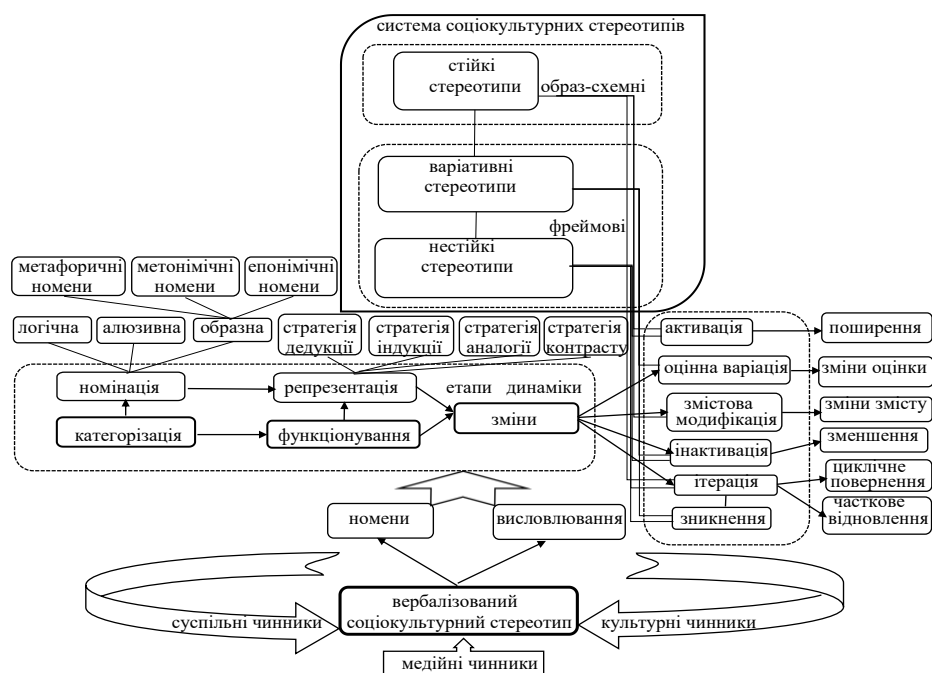 система соціокультурних стереотипів
стійкі
стереотипи
образ-схемні
варіативні
стереотипи
фреймові
нестійкі
стереотипи
метафоричні
номени
метонімічні
номени
епонімічні
номени
логічна
алюзивна
образна
стратегія
дедукції
стратегія
індукції
стратегія
аналогії
стратегія
контрасту
номінація
репрезентація
етапи динаміки
зміни
категорізація
функціонування
активація
поширення
оцінна варіація
зміни оцінки
змістова
модифікація
зміни змісту
інактивація
зменшення
ітерація
циклічне
повернення
часткове
відновлення
зникнення
номени
висловлювання
вербалізований
соціокультурний стереотип
суспільні чинники
культурні чинники
медійні чинники